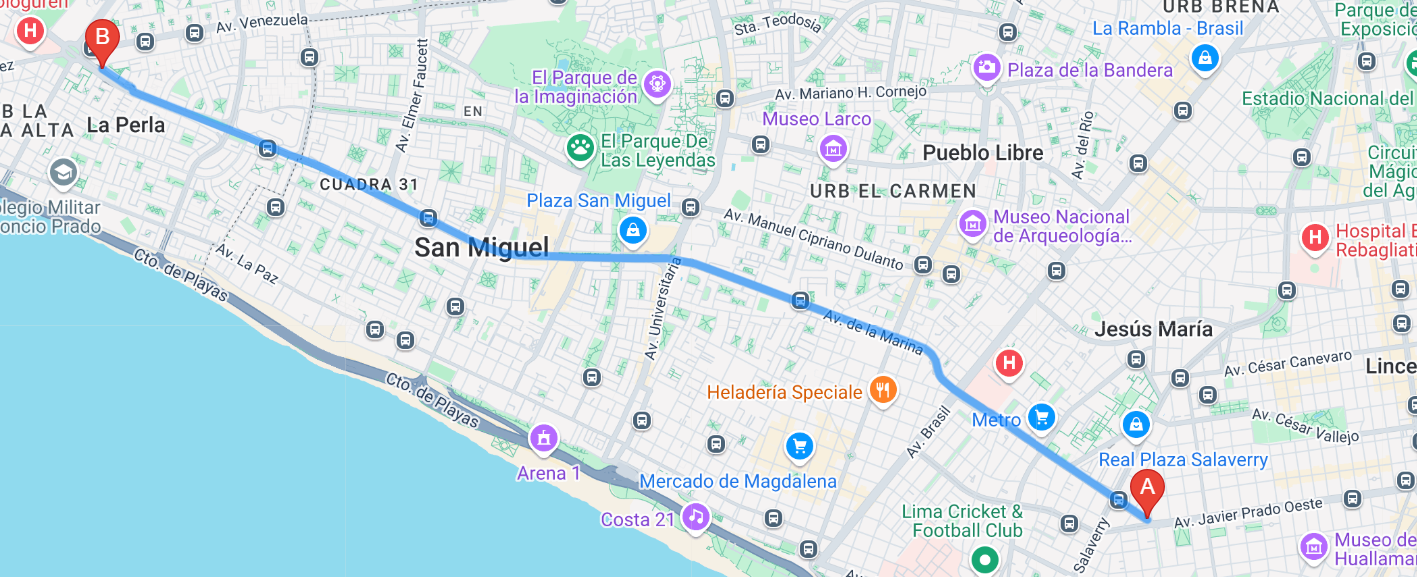 ologuren
H
B
Av. Venezuela
Sta. Teodosia
URB BREÑA
La Rambla - Brasil
Parque de
Exposició
ez
El Parque de
la Imaginación
Plaza de la Bandera
Av. Mariano H. Cornejo
Estadio Nacional del
B LA
A ALTA
La Perla
Av. Elmer Faucett
EN
Museo Larco
El Parque De
Las Leyendas
Pueblo Libre
Av. del Río
Circuit
Mágic
del Ag
CUADRA 31
URB EL CARMEN
Plaza San Miguel
olegio Militar
oncio Prado
Av. Manuel Cipriano Dulanto
Museo Nacional
de Arqueología...
H
Hospital E
Rebagliati
San Miguel
Av. La Paz
Cto. de Playas
Av. Universitaria
Av. de la Marina
Jesús María
H
Av. César Canevaro
Lince
Cto. de Playas
Heladería Speciale
Metro
Av. Brasil
Av. César Vallejo
Real Plaza Salaverry
Arena 1
Mercado de Magdalena
A
Costa 21
Lima Cricket &
Football Club
Salaverry
Av. Javier Prado Oeste
Museo de
Huallamar